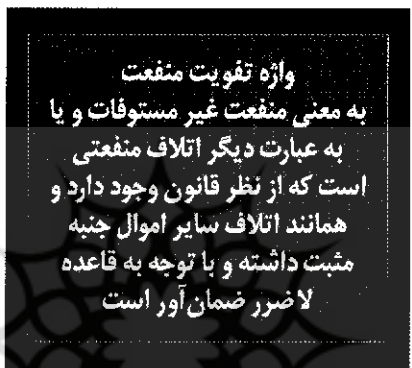 واژه تفویت منفعت
به معنی منفعت غیر مستوفات و یا
به عبارت دیگر اتلاف منفعتی
است که از نظر قانون وجود دارد و
همانند اتلاف سایر اموال جنبه
مثبت داشته و با توجه به قاعده
لاضرر ضمان‌آور است